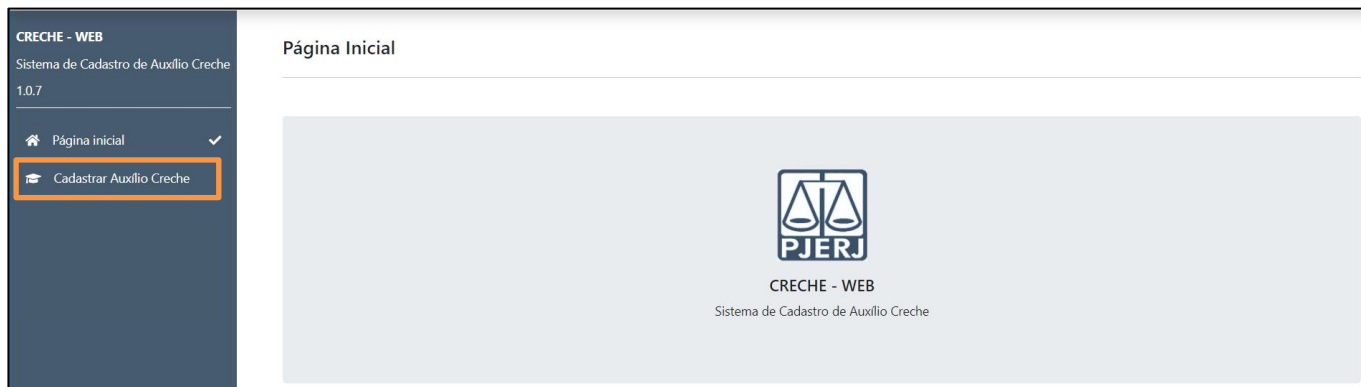 CRECHE - WEB
Sistema de Cadastro de Auxílio Creche
1.0.7
Página inicial
Cadastrar Auxílio Creche
Página Inicial
PJERJ
CRECHE - WEB
Sistema de Cadastro de Auxílio Creche